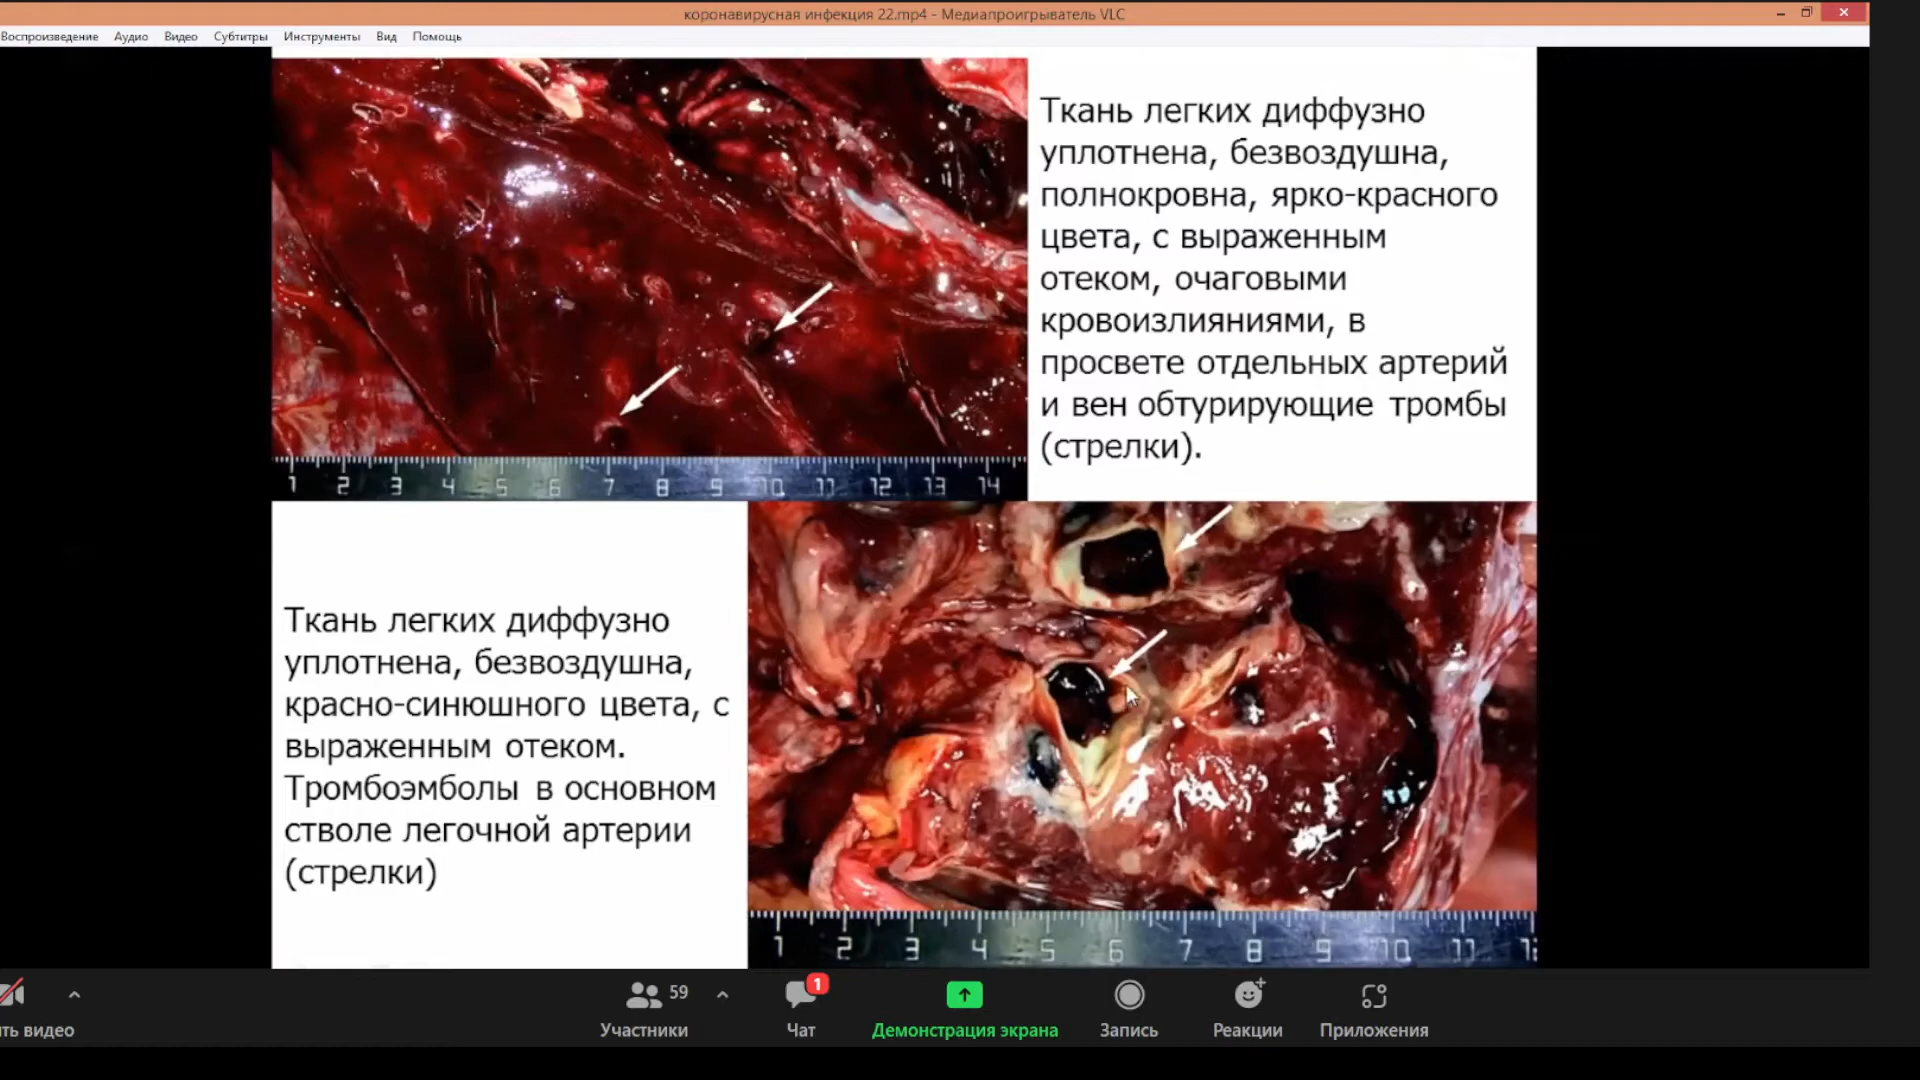 коронавирусная инфекция 22.mp4 - Медиапроигрыватель VLC
Воспроизведение Аудио Видео Субтитры Инструменты Вид Помощь
Ткань легких диффузно
уплотнена, безвоздушна,
полнокровна, ярко-красного
цвета, с выраженным
отеком, очаговыми
кровоизлияниями, в
просвете отдельных артерий
и вен обтурирующие тромбы
(стрелки).
1 2 3 4 5 6 7 8 9 10 11 12 13 14
Ткань легких диффузно
уплотнена, безвоздушна,
красно-синюшного цвета, с
выраженным отеком.
Тромбоэмболы в основном
стволе легочной артерии
(стрелки)
1 2 3 4 5 6 7 8 9 10 11
59 1
ть видео Участники Чат Демонстрация экрана Запись Реакции Приложения